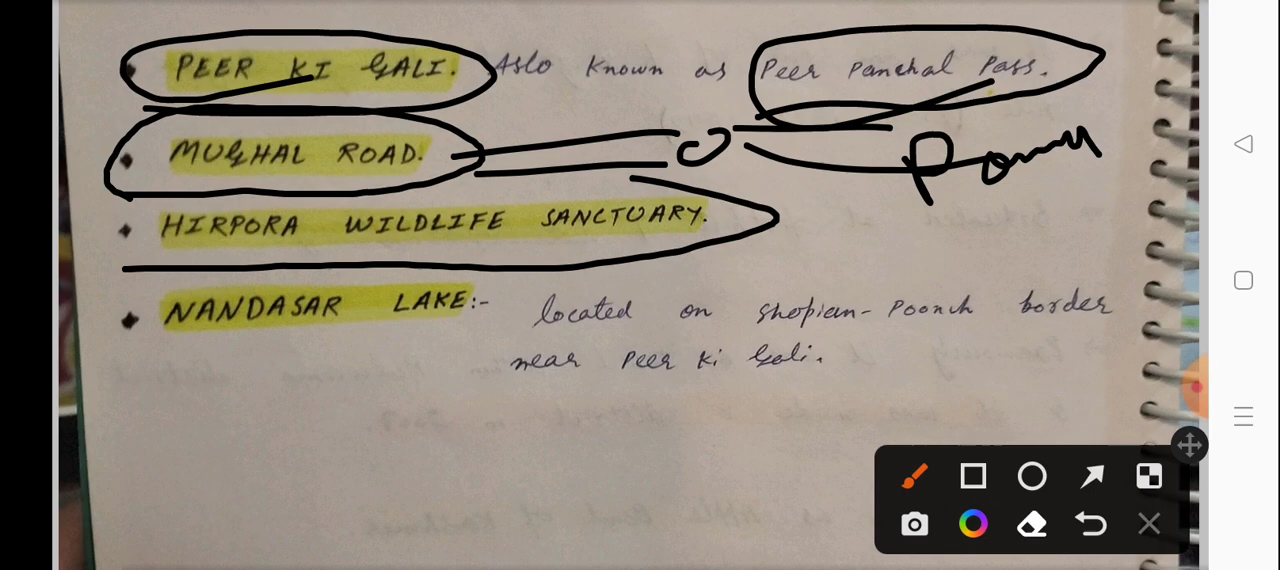 PEER KI GALI. Aslo known as Peer Panchal Pass.
MUGHAL ROAD.
HIRPORA WILDLIFE SANCTUARY.
NANDASAR LAKE:- located on shopian-Poonch border
near Peer Ki Gali.